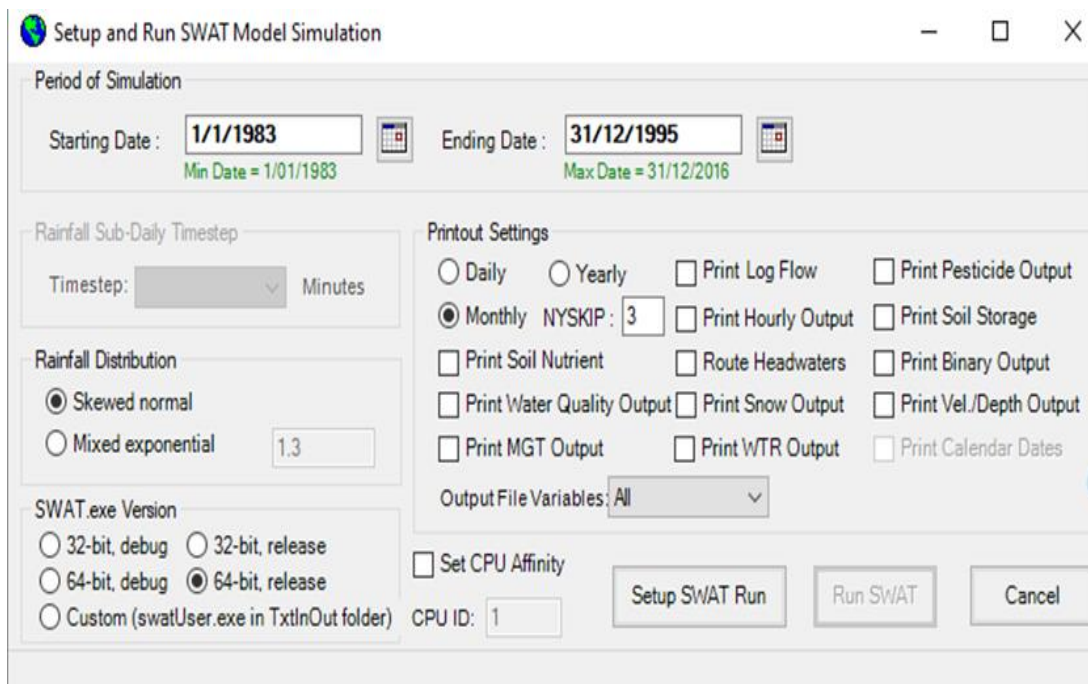 Setup and Run SWAT Model Simulation
Period of Simulation
Starting Date : 1/1/1983 Ending Date : 31/12/1995
Min Date = 1/01/1983 Max Date = 31/12/2016
Rainfall Sub-Daily Timestep
Timestep: Minutes
Rainfall Distribution
Skewed normal
Mixed exponential 1.3
SWAT.exe Version
32-bit, debug 32-bit, release
64-bit, debug 64-bit, release
Custom (swatUser.exe in TxtInOut folder)
Printout Settings
Daily Yearly Print Log Flow Print Pesticide Output
Monthly NYSKIP : 3 Print Hourly Output Print Soil Storage
Print Soil Nutrient Route Headwaters Print Binary Output
Print Water Quality Output Print Snow Output Print Vel./Depth Output
Print MGT Output Print WTR Output Print Calendar Dates
Output File Variables: All
Set CPU Affinity
CPU ID: 1
Setup SWAT Run Run SWAT Cancel